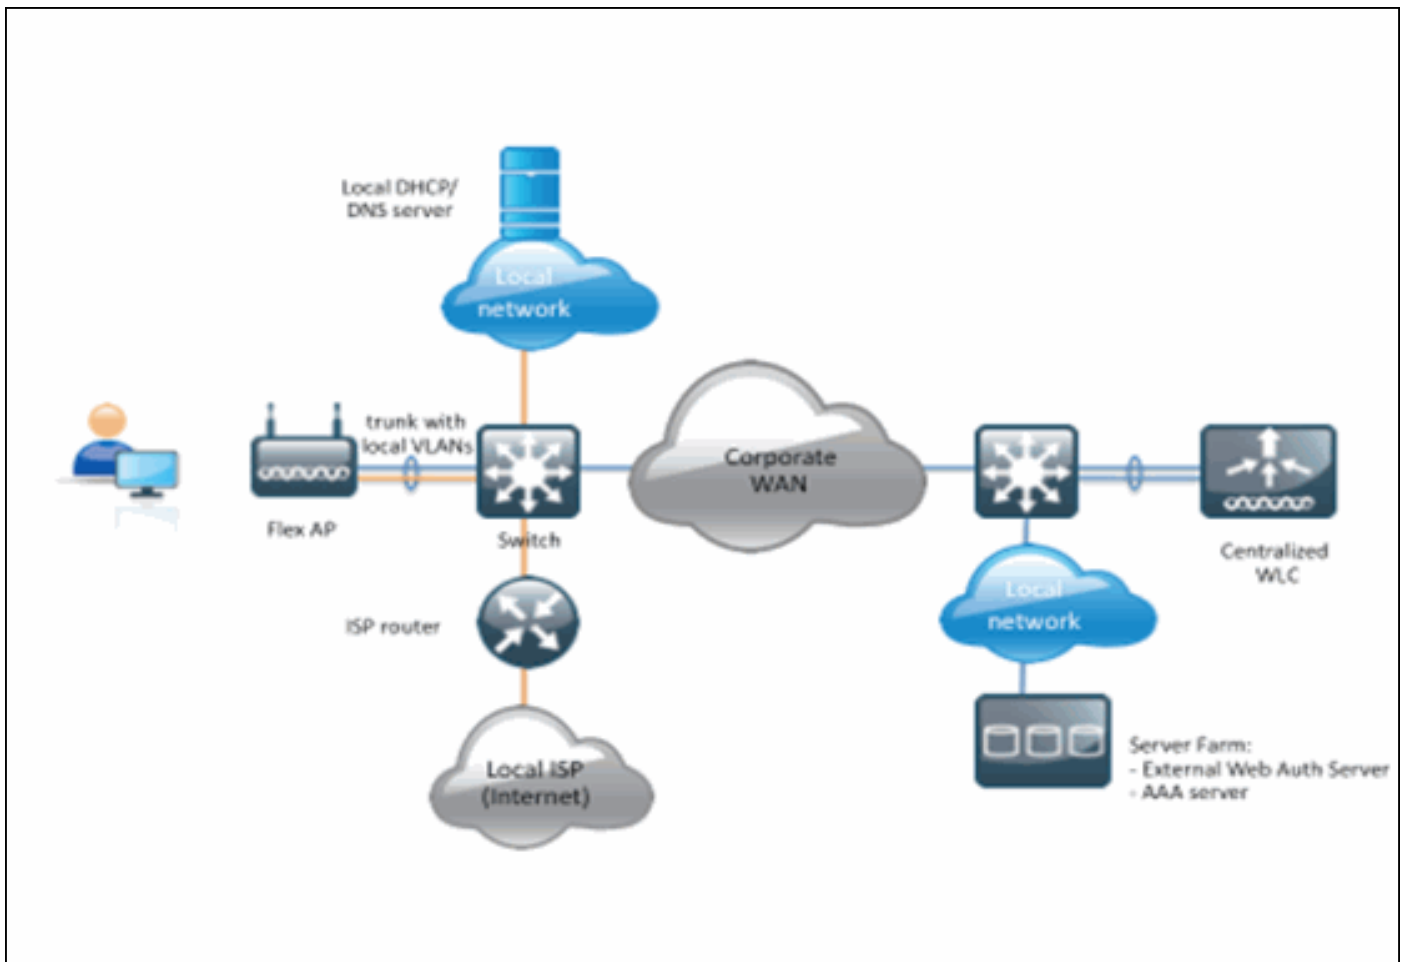 Local DHCP/
DNS server
Local
network
trunk with
local VLANs
Flex AP
Switch
Corporate
WAN
Centralized
WLC
ISP router
Local
network
Local ISP
(Internet)
Server Farm:
- External Web Auth Server
- AAA server